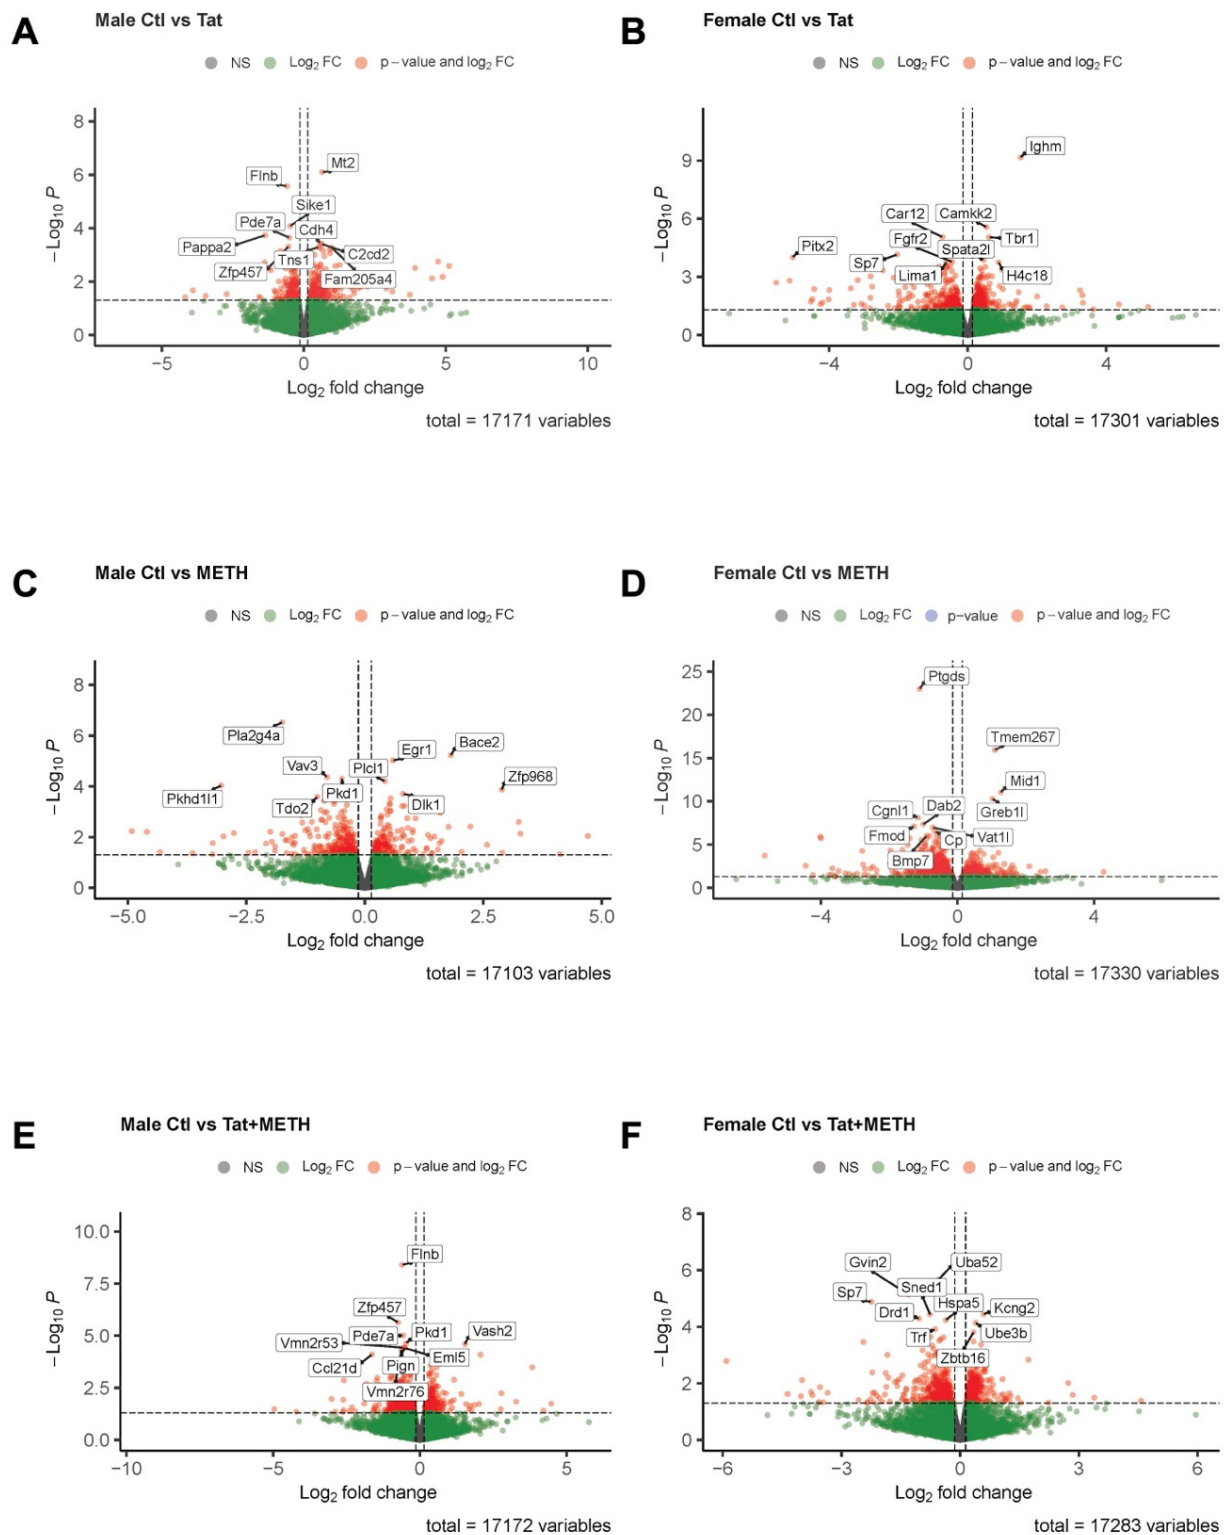 A
Male Ctl vs Tat
NS Log₂ FC p − value and log₂ FC
8
6
4
2
0
−Log₁₀ P
Mt2
Flnb
Sike1
Pde7a
Cdh4
Pappa2
C2cd2
Tns1
Zfp457
Fam205a4
−5 0 5 10
Log₂ fold change
total = 17171 variables
B
Female Ctl vs Tat
NS Log₂ FC p − value and log₂ FC
9
6
3
0
−Log₁₀ P
Ighm
Car12
Camkk2
Fgfr2
Tbr1
Pitx2
Spata2l
Sp7
Lima1
H4c18
−4 0 4
Log₂ fold change
total = 17301 variables
C
Male Ctl vs METH
NS Log₂ FC p − value and log₂ FC
8
6
4
2
0
−Log₁₀ P
Pla2g4a
Egr1
Bace2
Vav3
Plcl1
Zfp968
Pkhd1l1
Pkd1
Tdo2
Dlk1
−5.0 −2.5 0.0 2.5 5.0
Log₂ fold change
total = 17103 variables
D
Female Ctl vs METH
NS Log₂ FC p−value p − value and log₂ FC
25
20
15
10
5
0
−Log₁₀ P
Ptgds
Tmem267
Mid1
Cgnl1
Dab2
Greb1l
Fmod
Cp
Vat1l
Bmp7
−4 0 4
Log₂ fold change
total = 17330 variables
E
Male Ctl vs Tat+METH
NS Log₂ FC p − value and log₂ FC
10.0
7.5
5.0
2.5
0.0
−Log₁₀ P
Flnb
Zfp457
Pde7a
Pkd1
Vash2
Vmn2r53
Eml5
Ccl21d
Pign
Vmn2r76
−10 −5 0 5
Log₂ fold change
total = 17172 variables
F
Female Ctl vs Tat+METH
NS Log₂ FC p − value and log₂ FC
8
6
4
2
0
−Log₁₀ P
Gvin2
Uba52
Sp7
Sned1
Drd1
Hspa5
Kcng2
Trf
Ube3b
Zbtb16
−6 −3 0 3 6
Log₂ fold change
total = 17283 variables